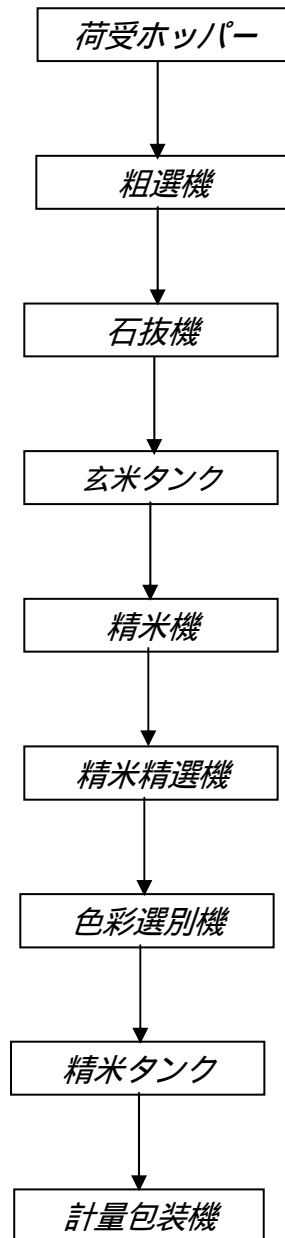 荷受ホッパー
粗選機
石抜機
玄米タンク
精米機
精米精選機
色彩選別機
精米タンク
計量包装機